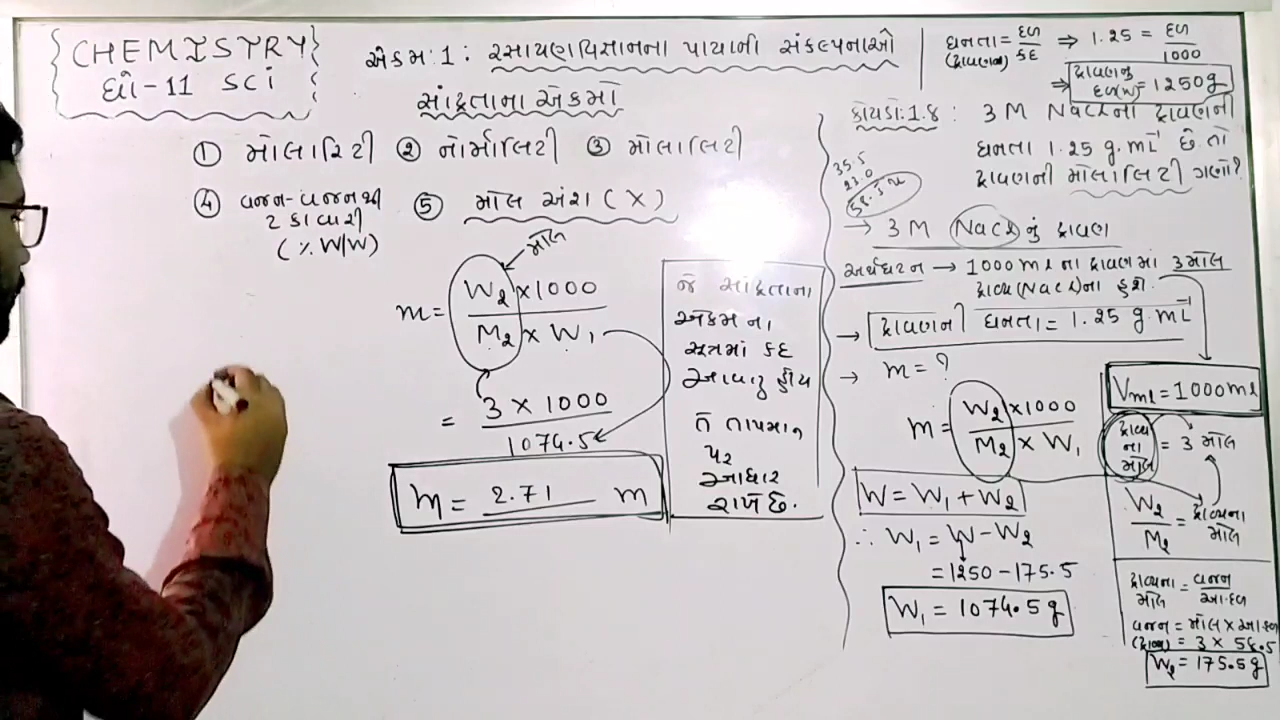 CHEMISTRY
ધો-11 SCI
એકમ:1: રસાયણવિજ્ઞાનના પાયાની સંકલ્પનાઓ
સાંદ્રતાના એકમો
① મોલારિટી ② નોર્માલિટી ③ મોલાલિટી
④ વજન-વજનથી
ટકાવારી
(% W/W)
⑤ મોલ અંશ (X)
મોલ
m = W₂ × 1000 / M₂ × W₁
= 3 × 1000 / 1074.5
m = 2.71 m
જે સાંદ્રતાના
એકમના
સૂત્રમાં કદ
આવતુ હોય
તે તાપમાન
પર
આધાર
રાખે છે.
ઘનતા = દળ/કદ ⇒ 1.25 = દળ/1000
(દ્રાવણ)
⇒ દ્રાવણનુ દળ(W) = 1250g
કોયડો:1.8: 3 M NaClના દ્રાવણની
ઘનતા 1.25 g.mL⁻¹ છે. તો
દ્રાવણની મોલાલિટી ગણો?
35.5
23.0
58.5
→ 3 M NaCl નું દ્રાવણ
અર્થઘટન → 1000 ml ના દ્રાવણમાં 3 મોલ
દ્રાવ્ય (NaCl)ના હશે.
→ દ્રાવણની ઘનતા = 1.25 g.mL⁻¹
→ m = ?
m = W₂ × 1000 / M₂ × W₁
W = W₁ + W₂
∴ W₁ = W - W₂
= 1250 - 175.5
W₁ = 1074.5 g
Vml = 1000 ml
દ્રાવ્યના મોલ = 3 મોલ
W₂/M₂ = દ્રાવ્યના મોલ
દ્રાવ્યના મોલ = વજન/આ.દળ
વજન = મોલ × આ.દળ
(દ્રાવ્ય) = 3 × 58.5
W₂ = 175.5 g